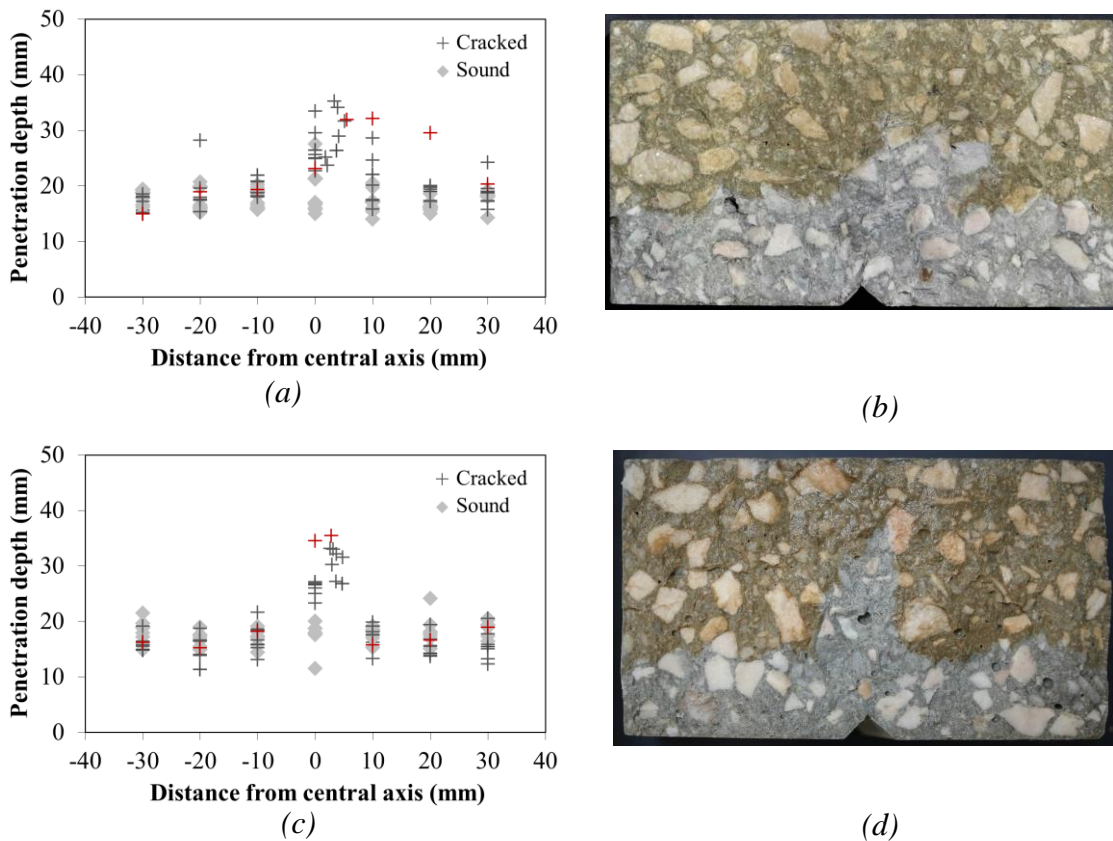 50
40
30
20
10
0
Penetration depth (mm)
Cracked
Sound
-40 -30 -20 -10 0 10 20 30 40
Distance from central axis (mm)
(a)
(b)
50
40
30
20
10
0
Penetration depth (mm)
Cracked
Sound
-40 -30 -20 -10 0 10 20 30 40
Distance from central axis (mm)
(c)
(d)